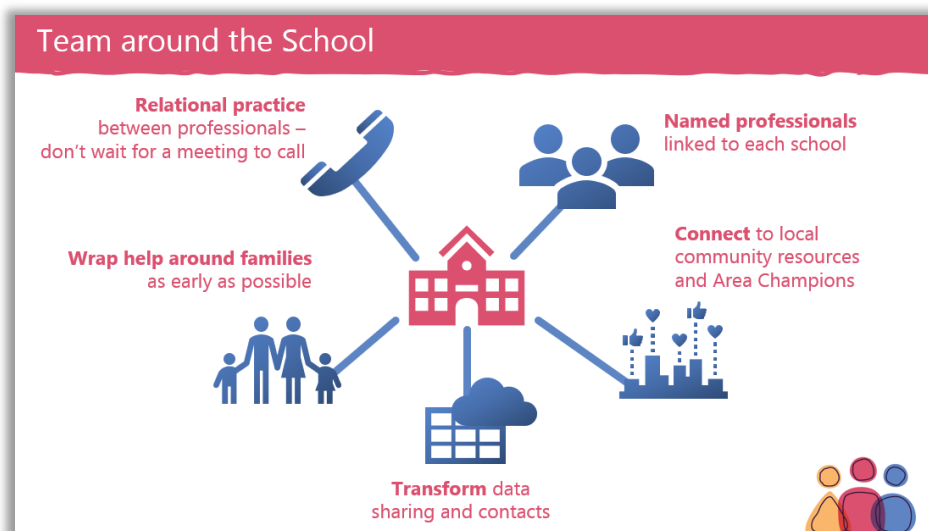 Team around the School
Relational practice
between professionals –
don't wait for a meeting to call
Named professionals
linked to each school
Wrap help around families
as early as possible
Connect to local
community resources
and Area Champions
Transform data
sharing and contacts